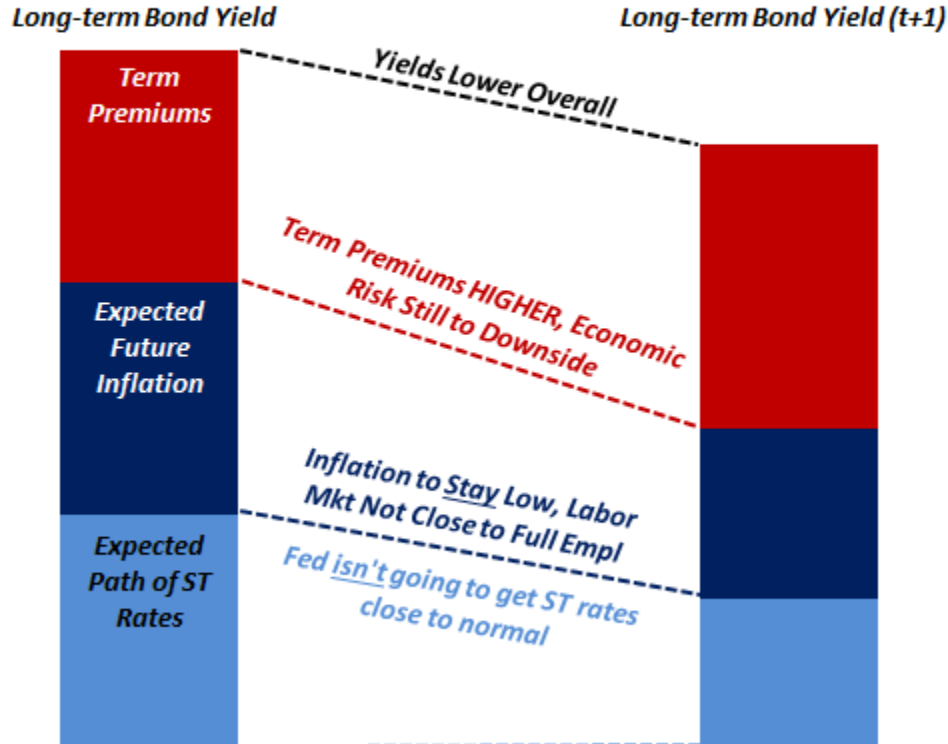 Long-term Bond Yield
Long-term Bond Yield (t+1)
Term
Premiums
Yields Lower Overall
Term Premiums HIGHER, Economic
Risk Still to Downside
Expected
Future
Inflation
Inflation to Stay Low, Labor
Mkt Not Close to Full Empl
Expected
Path of ST
Rates
Fed isn't going to get ST rates
close to normal